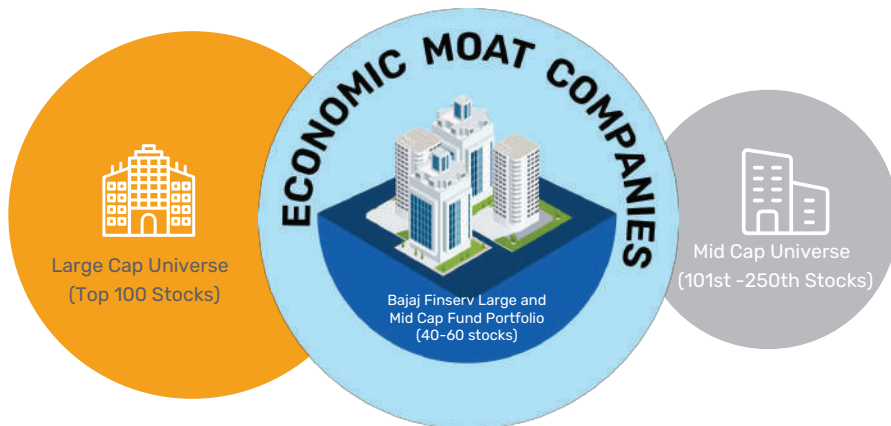 ECONOMIC MOAT COMPANIES
Large Cap Universe
(Top 100 Stocks)
Bajaj Finserv Large and
Mid Cap Fund Portfolio
(40-60 stocks)
Mid Cap Universe
(101st -250th Stocks)